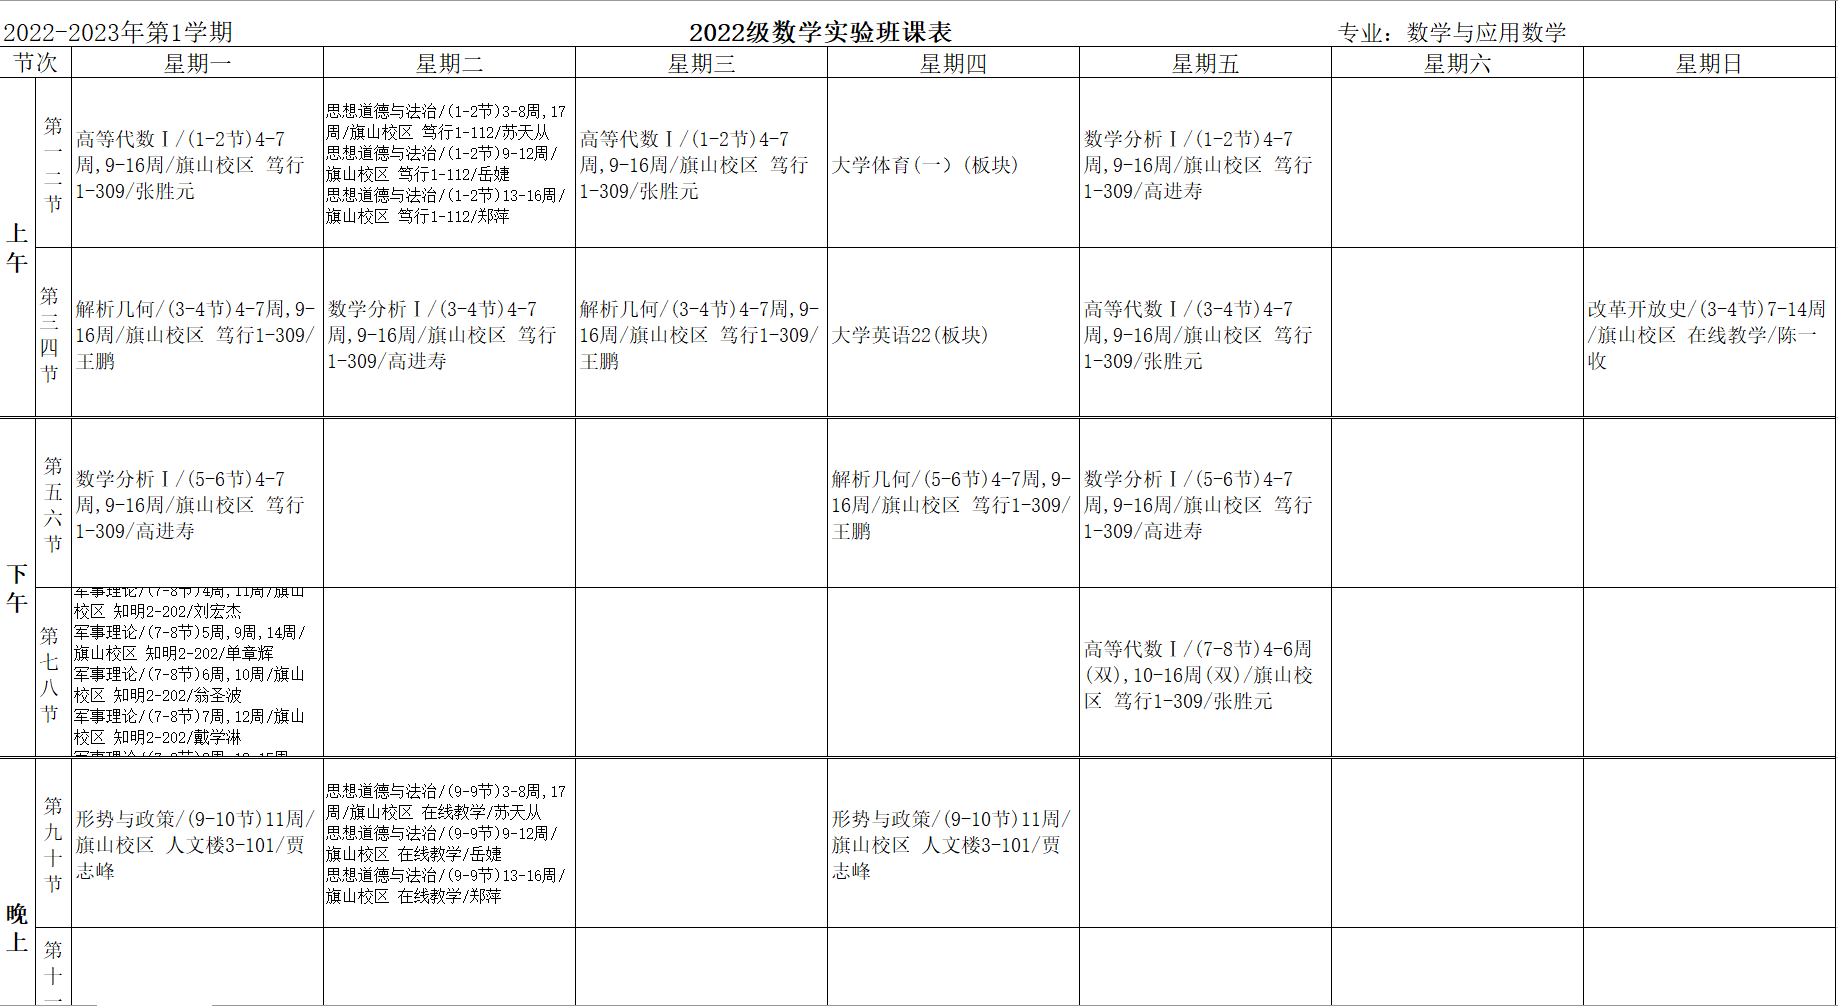 2022-2023年第1学期
2022级数学实验班课表
专业：数学与应用数学
节次
星期一
星期二
星期三
星期四
星期五
星期六
星期日
上午
第一二节
高等代数Ⅰ/(1-2节)4-7
周,9-16周/旗山校区 笃行
1-309/张胜元
思想道德与法治/(1-2节)3-8周,17
周/旗山校区 笃行1-112/苏天从
思想道德与法治/(1-2节)9-12周/
旗山校区 笃行1-112/岳婕
思想道德与法治/(1-2节)13-16周/
旗山校区 笃行1-112/郑萍
高等代数Ⅰ/(1-2节)4-7
周,9-16周/旗山校区 笃行
1-309/张胜元
大学体育(一）(板块)
数学分析Ⅰ/(1-2节)4-7
周,9-16周/旗山校区 笃行
1-309/高进寿
第三四节
解析几何/(3-4节)4-7周,9-
16周/旗山校区 笃行1-309/
王鹏
数学分析Ⅰ/(3-4节)4-7
周,9-16周/旗山校区 笃行
1-309/高进寿
解析几何/(3-4节)4-7周,9-
16周/旗山校区 笃行1-309/
王鹏
大学英语22(板块)
高等代数Ⅰ/(3-4节)4-7
周,9-16周/旗山校区 笃行
1-309/张胜元
改革开放史/(3-4节)7-14周
/旗山校区 在线教学/陈一
收
下午
第五六节
数学分析Ⅰ/(5-6节)4-7
周,9-16周/旗山校区 笃行
1-309/高进寿
解析几何/(5-6节)4-7周,9-
16周/旗山校区 笃行1-309/
王鹏
数学分析Ⅰ/(5-6节)4-7
周,9-16周/旗山校区 笃行
1-309/高进寿
第七八节
军事理论/(7-8节)4周,11周/旗山
校区 知明2-202/刘宏杰
军事理论/(7-8节)5周,9周,14周/
旗山校区 知明2-202/单章辉
军事理论/(7-8节)6周,10周/旗山
校区 知明2-202/翁圣波
军事理论/(7-8节)7周,12周/旗山
校区 知明2-202/戴学淋
高等代数Ⅰ/(7-8节)4-6周
(双),10-16周(双)/旗山校
区 笃行1-309/张胜元
晚上
第九十节
形势与政策/(9-10节)11周/
旗山校区 人文楼3-101/贾
志峰
思想道德与法治/(9-9节)3-8周,17
周/旗山校区 在线教学/苏天从
思想道德与法治/(9-9节)9-12周/
旗山校区 在线教学/岳婕
思想道德与法治/(9-9节)13-16周/
旗山校区 在线教学/郑萍
形势与政策/(9-10节)11周/
旗山校区 人文楼3-101/贾
志峰
第十一